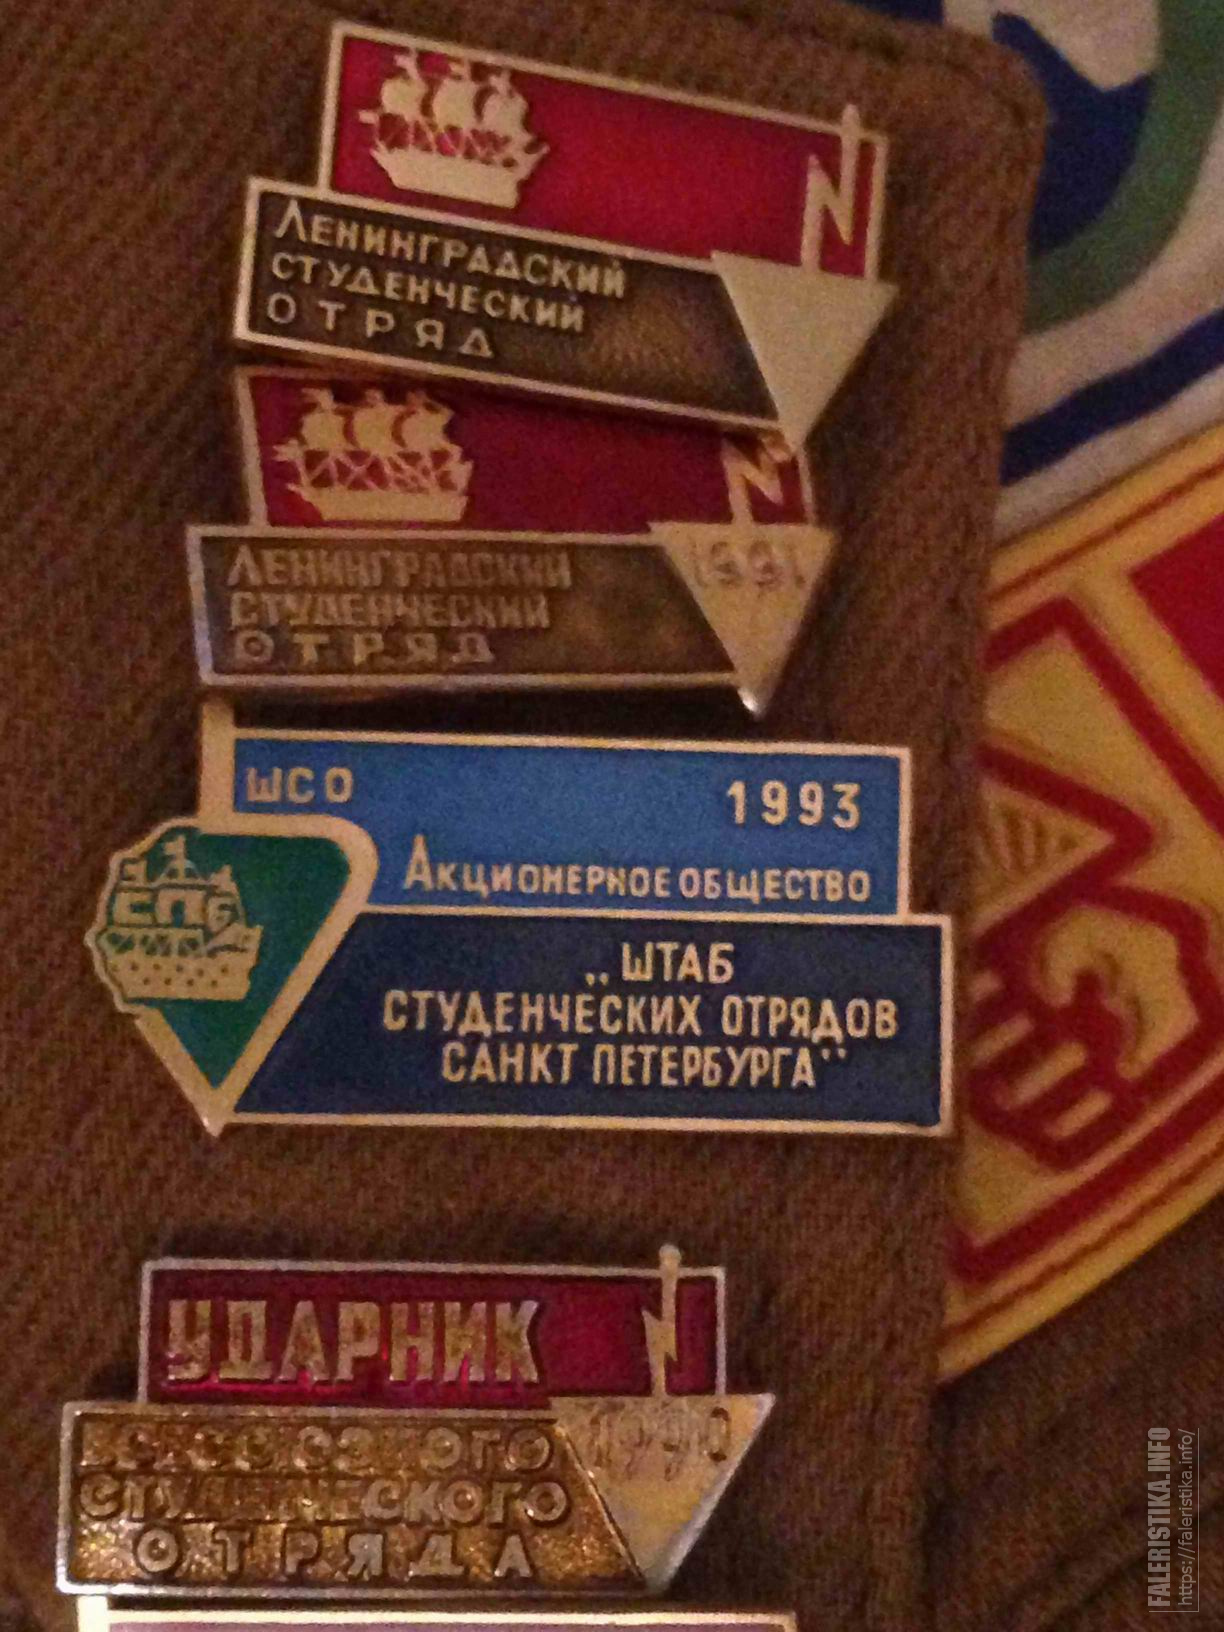 Ленинградский
студенческий
отряд
Ленинградский
студенческий
отряд
1991
ШСО
1993
СПб
Акционерное общество
„ШТАБ
СТУДЕНЧЕСКИХ ОТРЯДОВ
САНКТ ПЕТЕРБУРГА"
УДАРНИК
ВСЕСОЮЗНОГО
СТУДЕНЧЕСКОГО
ОТРЯДА
1990
FALERISTIKA.INFO
https://faleristika.info/